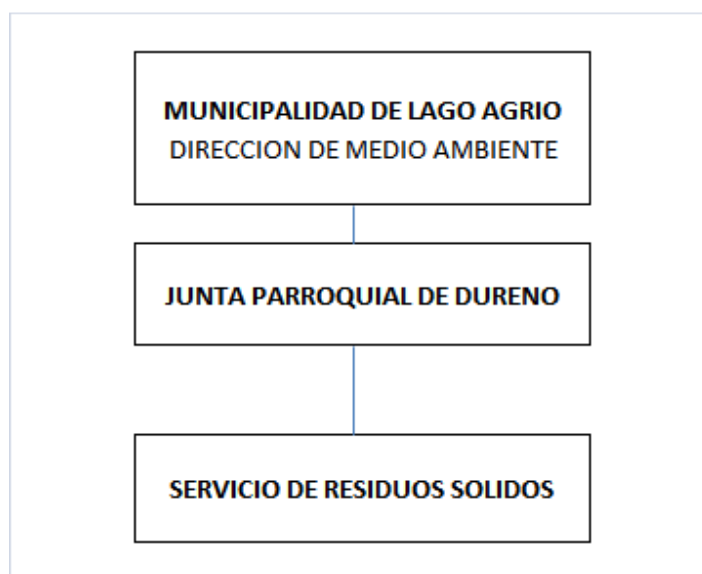 MUNICIPALIDAD DE LAGO AGRIO
DIRECCION DE MEDIO AMBIENTE
JUNTA PARROQUIAL DE DURENO
SERVICIO DE RESIDUOS SOLIDOS